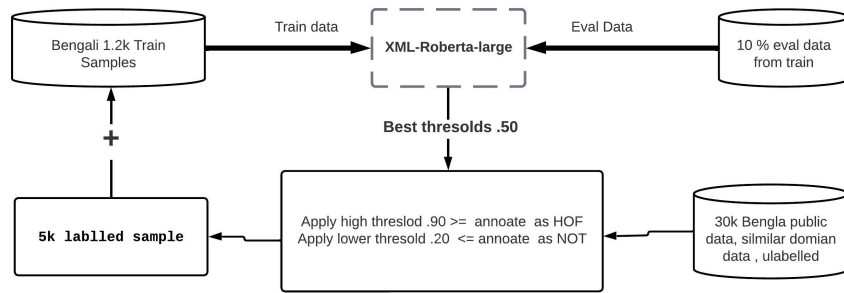 Bengali 1.2k Train
Samples
Train data
XML-Roberta-large
Eval Data
10 % eval data
from train
Best thresolds .50
+
5k lablled sample
Apply high threslod .90 >= annoate as HOF
Apply lower thresold .20 <= annoate as NOT
30k Bengla public
data, silmilar domian
data , ulabelled